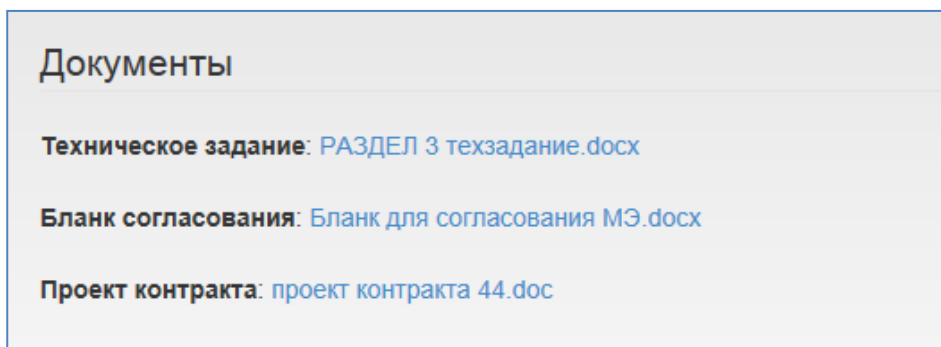 Документы
Техническое задание: РАЗДЕЛ 3 техзадание.docx
Бланк согласования: Бланк для согласования МЭ.docx
Проект контракта: проект контракта 44.doc